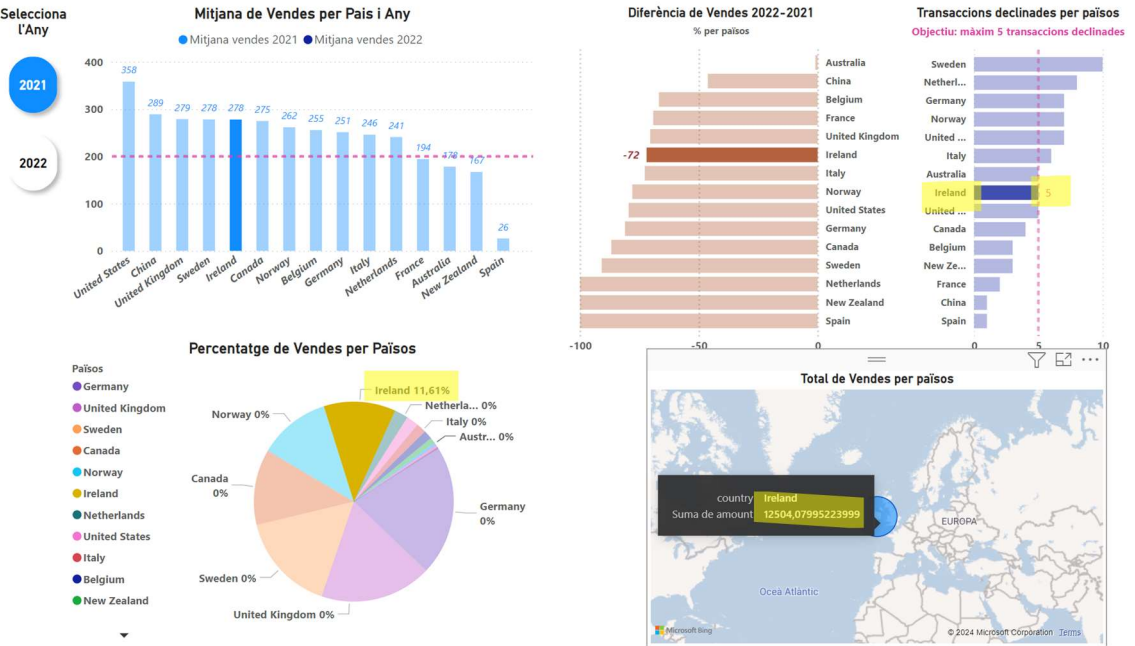 Selecciona
l'Any
2021
2022
Mitjana de Vendes per Pais i Any
Mitjana vendes 2021 Mitjana vendes 2022
400
300
200
100
0
358
289
279
278
278
275
262
255
251
246
241
194
178
167
26
United States
China
United Kingdom
Sweden
Ireland
Canada
Norway
Belgium
Germany
Italy
Netherlands
France
Australia
New Zealand
Spain
Diferència de Vendes 2022-2021
% per països
Australia
China
Belgium
France
United Kingdom
-72 Ireland
Italy
Norway
United States
Germany
Canada
Sweden
Netherlands
New Zealand
Spain
-100 -50 0
Transaccions declinades per països
Objectiu: màxim 5 transaccions declinades
Sweden
Netherl...
Germany
Norway
United ...
Italy
Australia
Ireland 5
United ...
Canada
Belgium
New Ze...
France
China
Spain
0 5 10
Percentatge de Vendes per Països
Països
Germany
United Kingdom
Sweden
Canada
Norway
Ireland
Netherlands
United States
Italy
Belgium
New Zealand
Ireland 11,61%
Netherla... 0%
Italy 0%
Austr... 0%
Germany
0%
United Kingdom 0%
Sweden 0%
Canada
0%
Norway 0%
Total de Vendes per països
country Ireland
Suma de amount 12504,07995223999
EUROPA
Oceà Atlàntic
Microsoft Bing
© 2024 Microsoft Corporation Terms